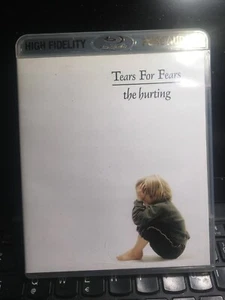 HIGH FIDELITY
Tears For Fears
the hurting